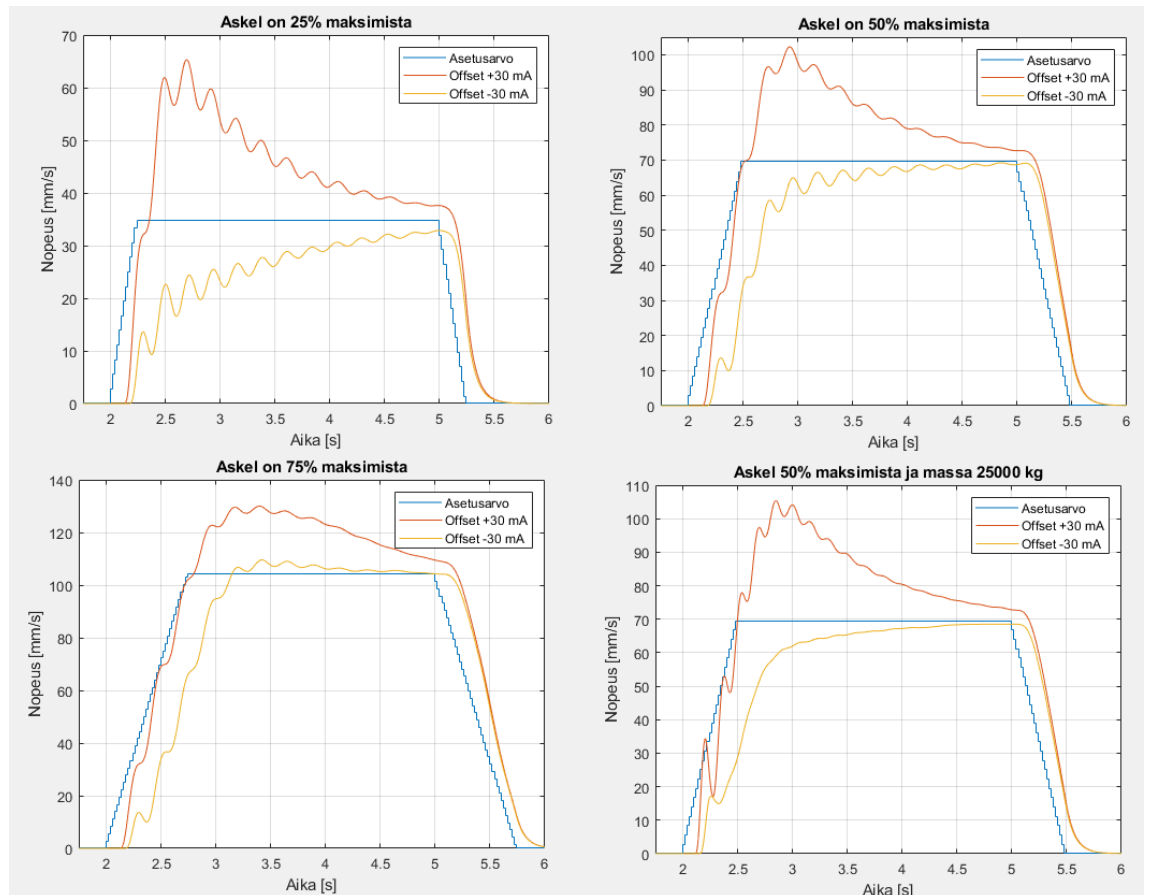 Askel on 25% maksimista
70
60
50
40
30
20
10
0
Nopeus [mm/s]
Asetusarvo
Offset +30 mA
Offset -30 mA
2 2.5 3 3.5 4 4.5 5 5.5 6
Aika [s]
Askel on 50% maksimista
100
90
80
70
60
50
40
30
20
10
0
Nopeus [mm/s]
Asetusarvo
Offset +30 mA
Offset -30 mA
2 2.5 3 3.5 4 4.5 5 5.5 6
Aika [s]
Askel on 75% maksimista
140
120
100
80
60
40
20
0
Nopeus [mm/s]
Asetusarvo
Offset +30 mA
Offset -30 mA
2 2.5 3 3.5 4 4.5 5 5.5 6
Aika [s]
Askel 50% maksimista ja massa 25000 kg
110
100
90
80
70
60
50
40
30
20
10
0
Nopeus [mm/s]
Asetusarvo
Offset +30 mA
Offset -30 mA
2 2.5 3 3.5 4 4.5 5 5.5 6
Aika [s]